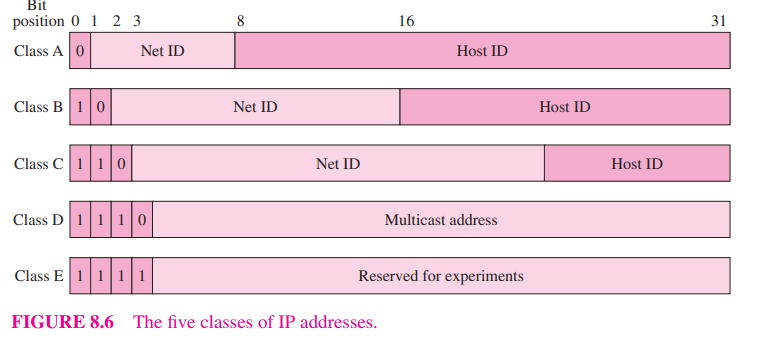 Bit
position 0 1 2 3 8 16 31
Class A 0 Net ID Host ID
Class B 1 0 Net ID Host ID
Class C 1 1 0 Net ID Host ID
Class D 1 1 1 0 Multicast address
Class E 1 1 1 1 Reserved for experiments
FIGURE 8.6 The five classes of IP addresses.